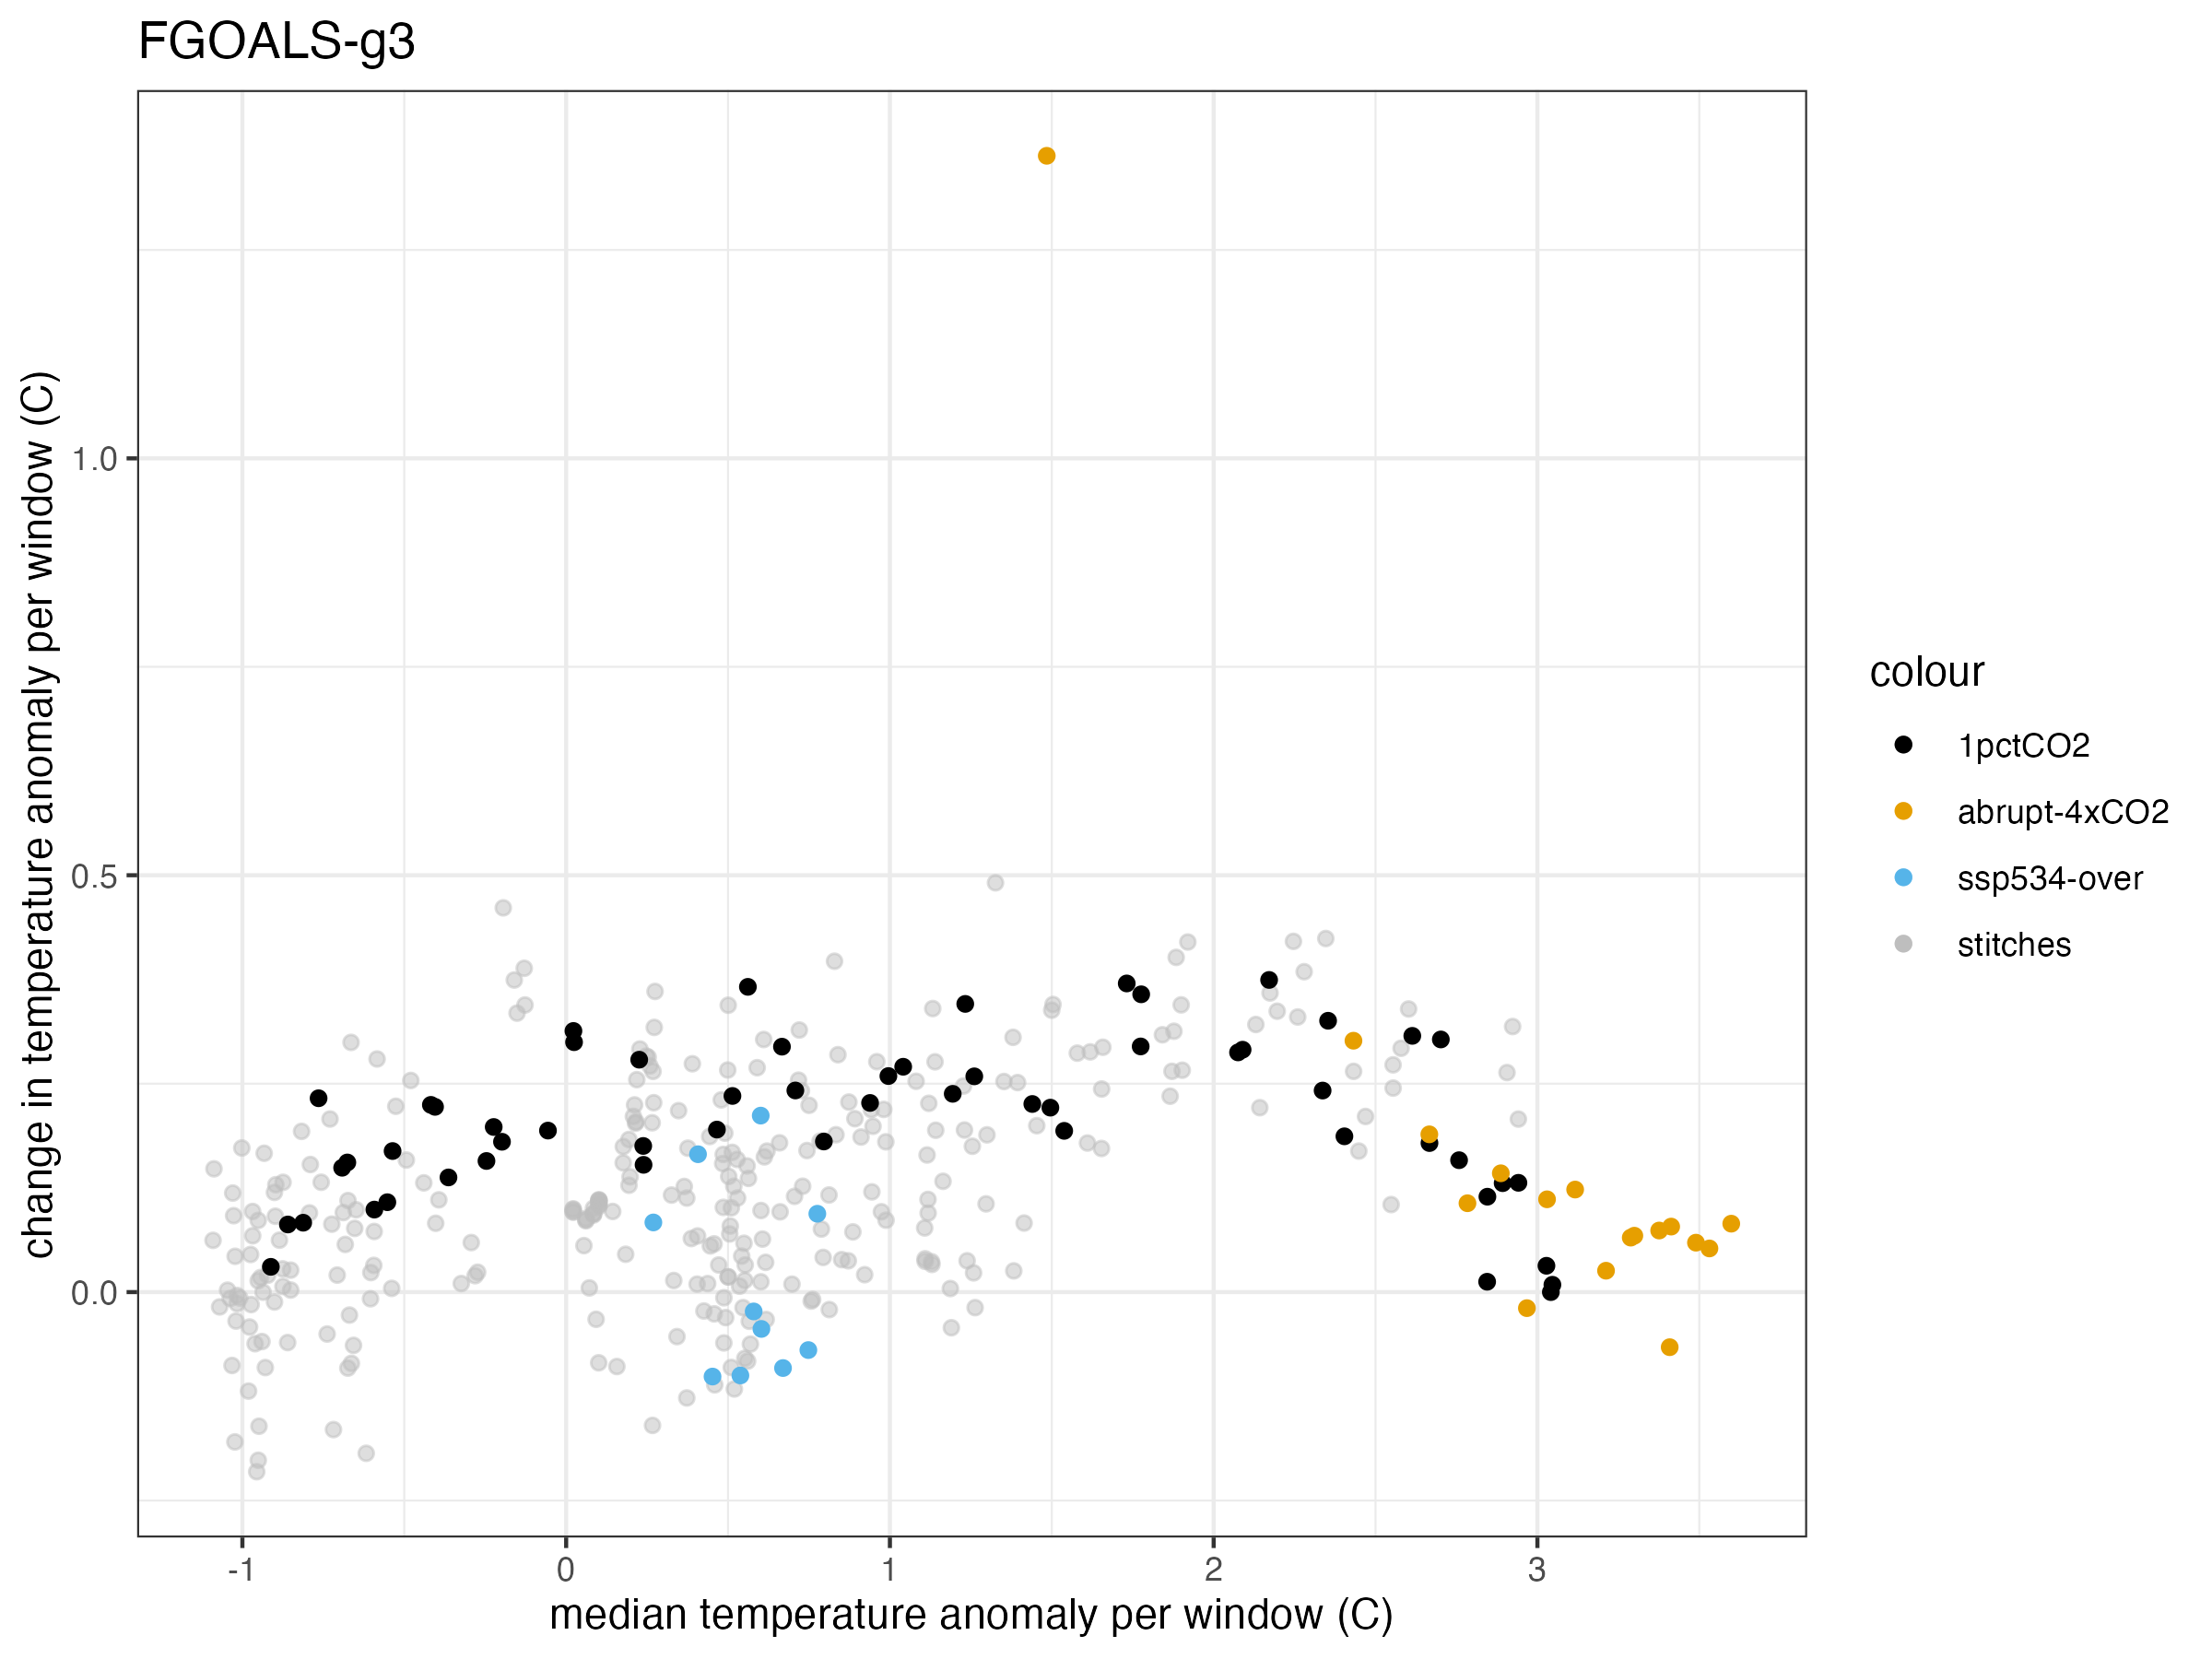 FGOALS-g3
change in temperature anomaly per window (C)
1.0
0.5
0.0
-1
0
1
2
3
median temperature anomaly per window (C)
colour
1pctCO2
abrupt-4xCO2
ssp534-over
stitches